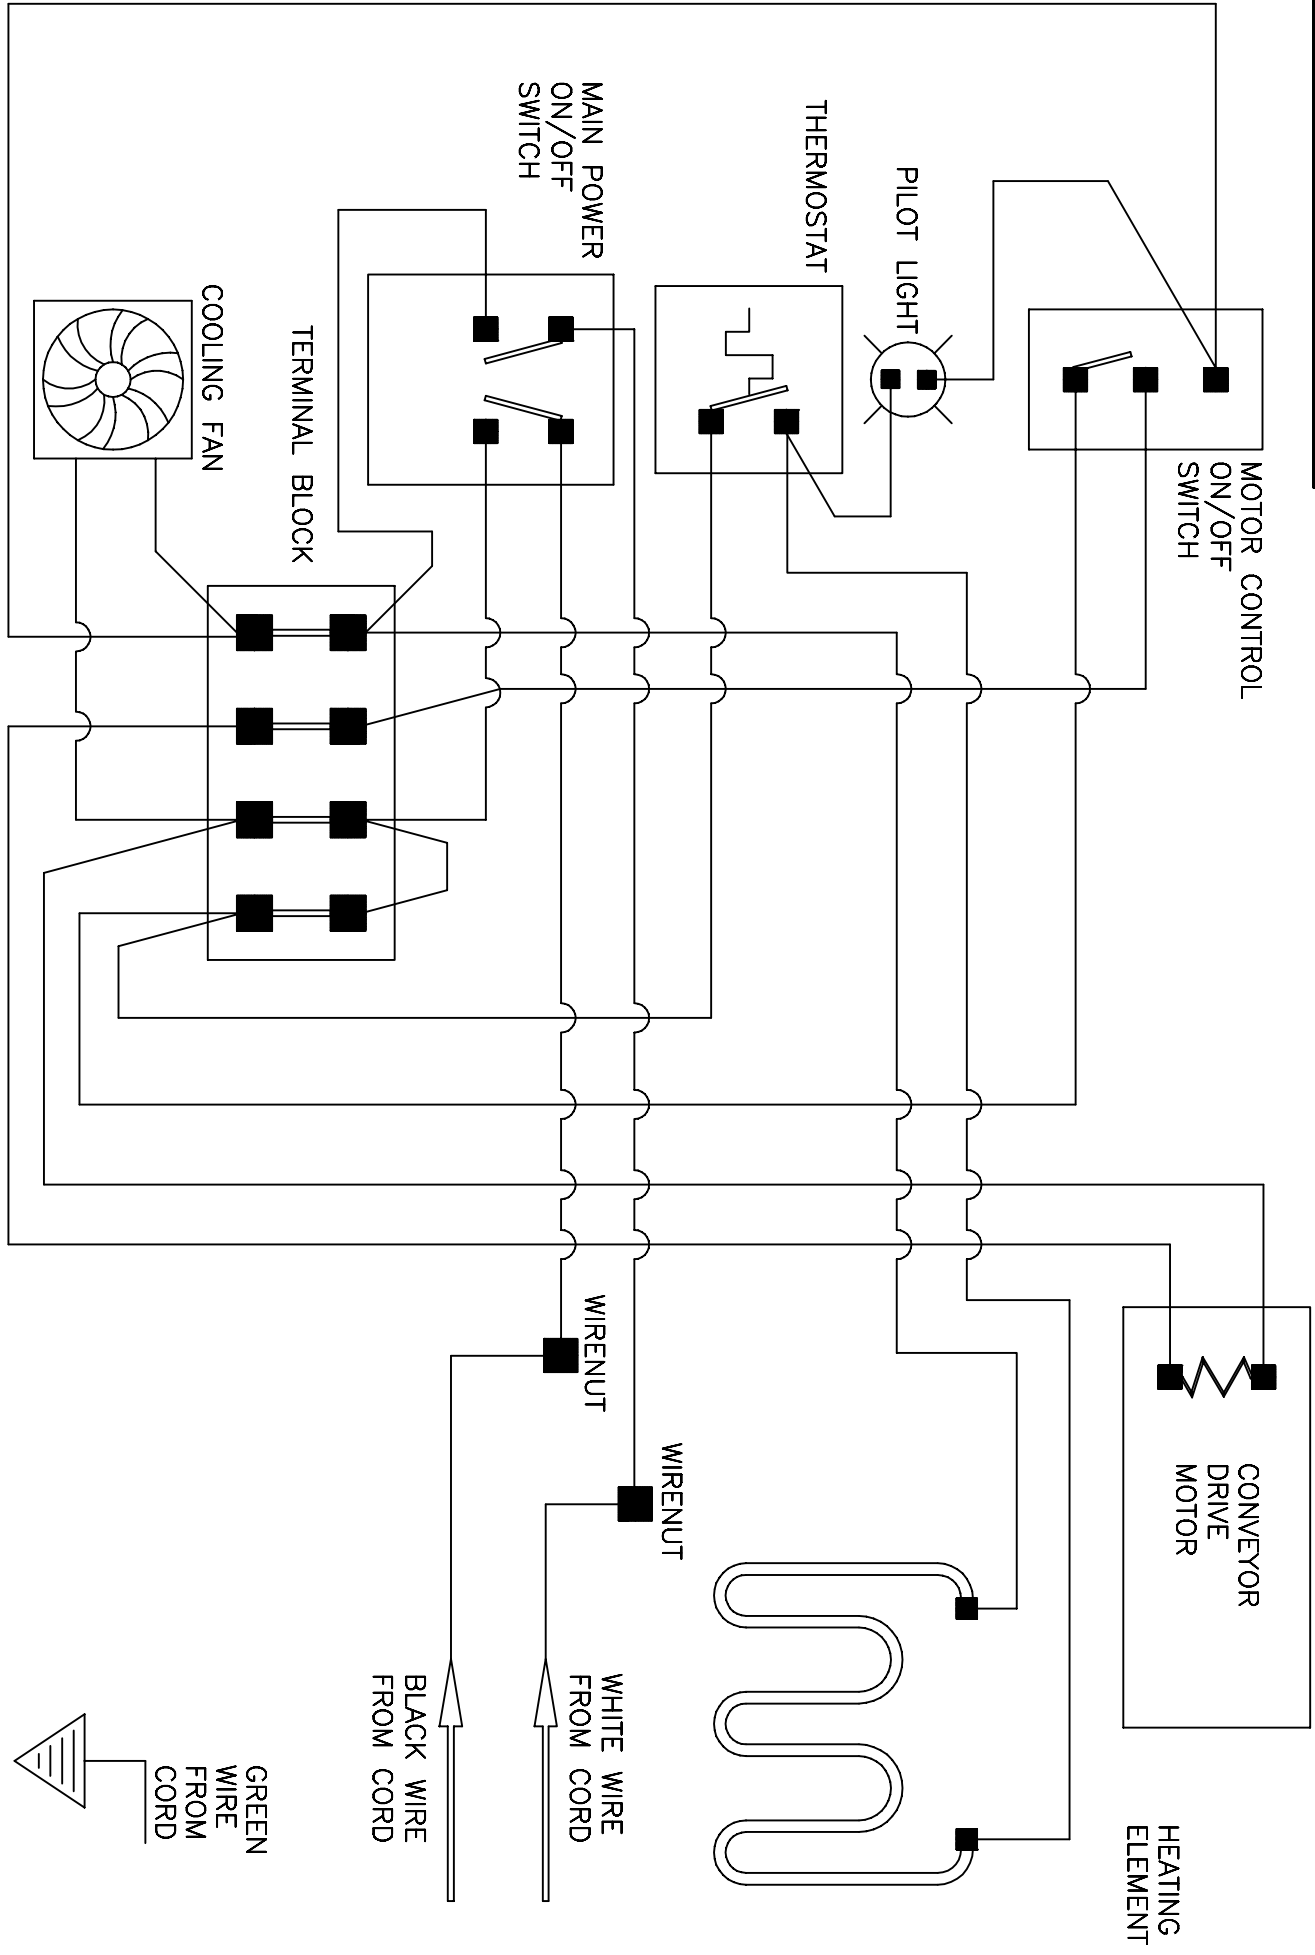 MOTOR CONTROL
ON/OFF
SWITCH
CONVEYOR
DRIVE
MOTOR
HEATING
ELEMENT
PILOT LIGHT
THERMOSTAT
WIRENUT
WIRENUT
MAIN POWER
ON/OFF
SWITCH
WHITE WIRE
FROM CORD
BLACK WIRE
FROM CORD
TERMINAL BLOCK
COOLING FAN
GREEN
WIRE
FROM
CORD